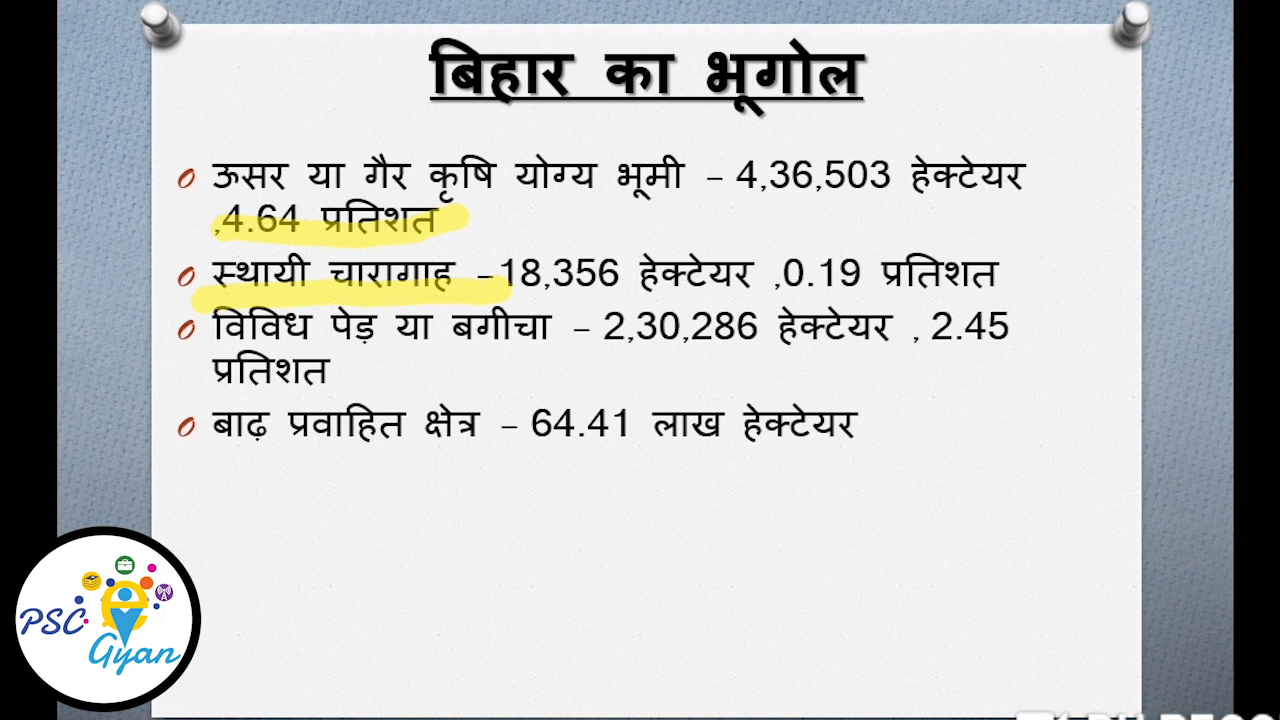 बिहार का भूगोल
ऊसर या गैर कृषि योग्य भूमी – 4,36,503 हेक्टेयर
,4.64 प्रतिशत
स्थायी चारागाह –18,356 हेक्टेयर ,0.19 प्रतिशत
विविध पेड़ या बगीचा – 2,30,286 हेक्टेयर , 2.45
प्रतिशत
बाढ़ प्रवाहित क्षेत्र – 64.41 लाख हेक्टेयर
PSC
Gyan